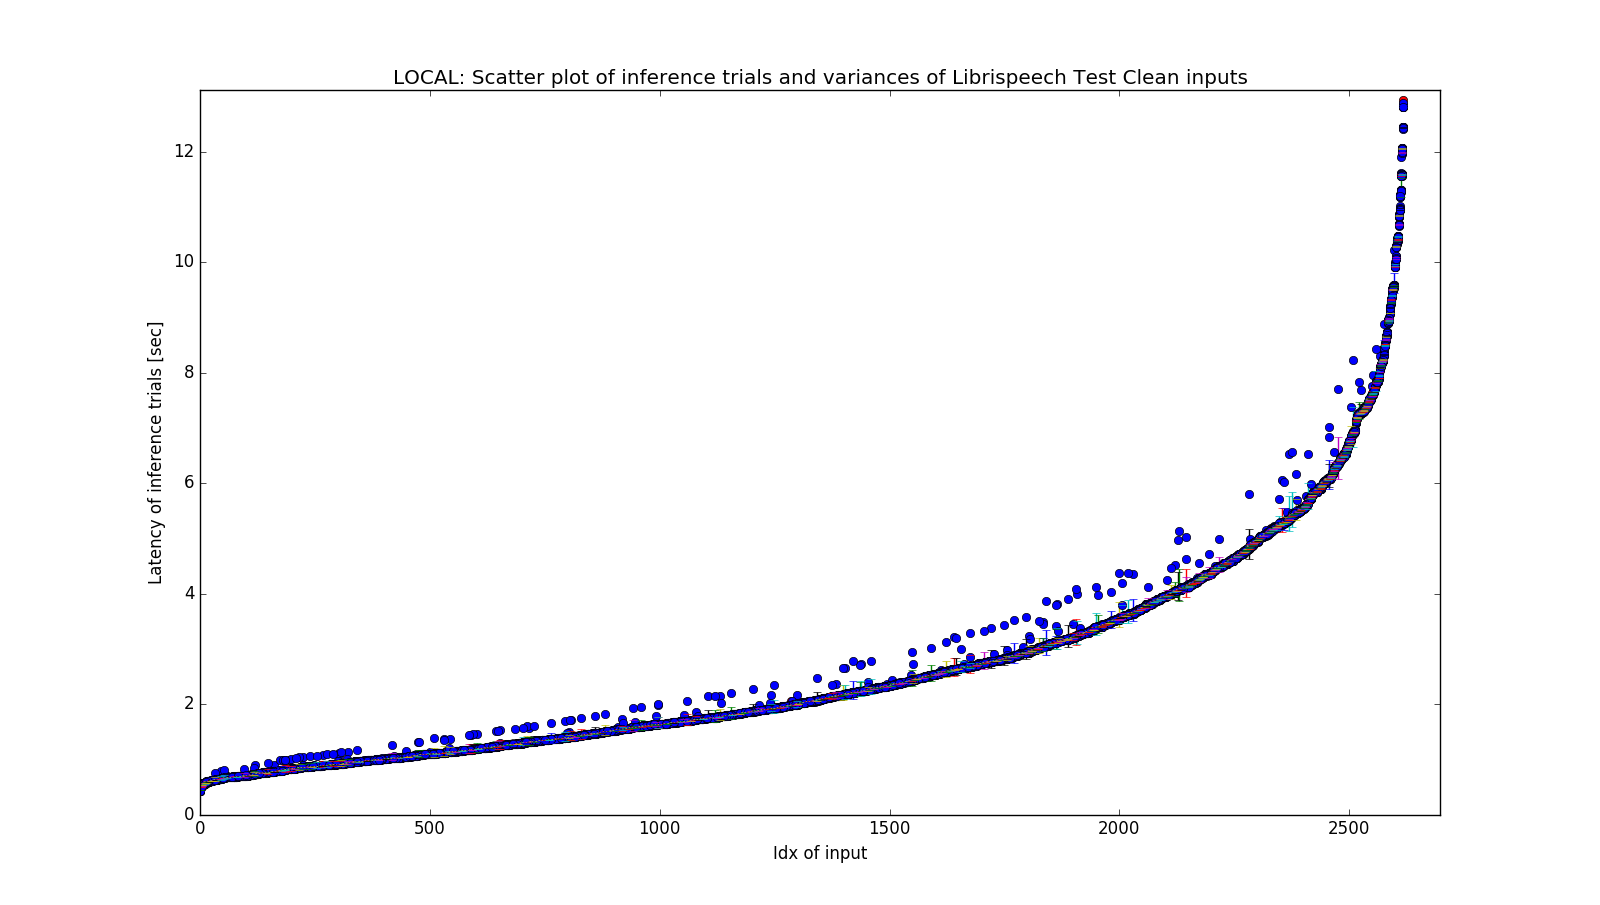 LOCAL: Scatter plot of inference trials and variances of Librispeech Test Clean inputs
Latency of inference trials [sec]
12
10
8
6
4
2
0
0 500 1000 1500 2000 2500
Idx of input